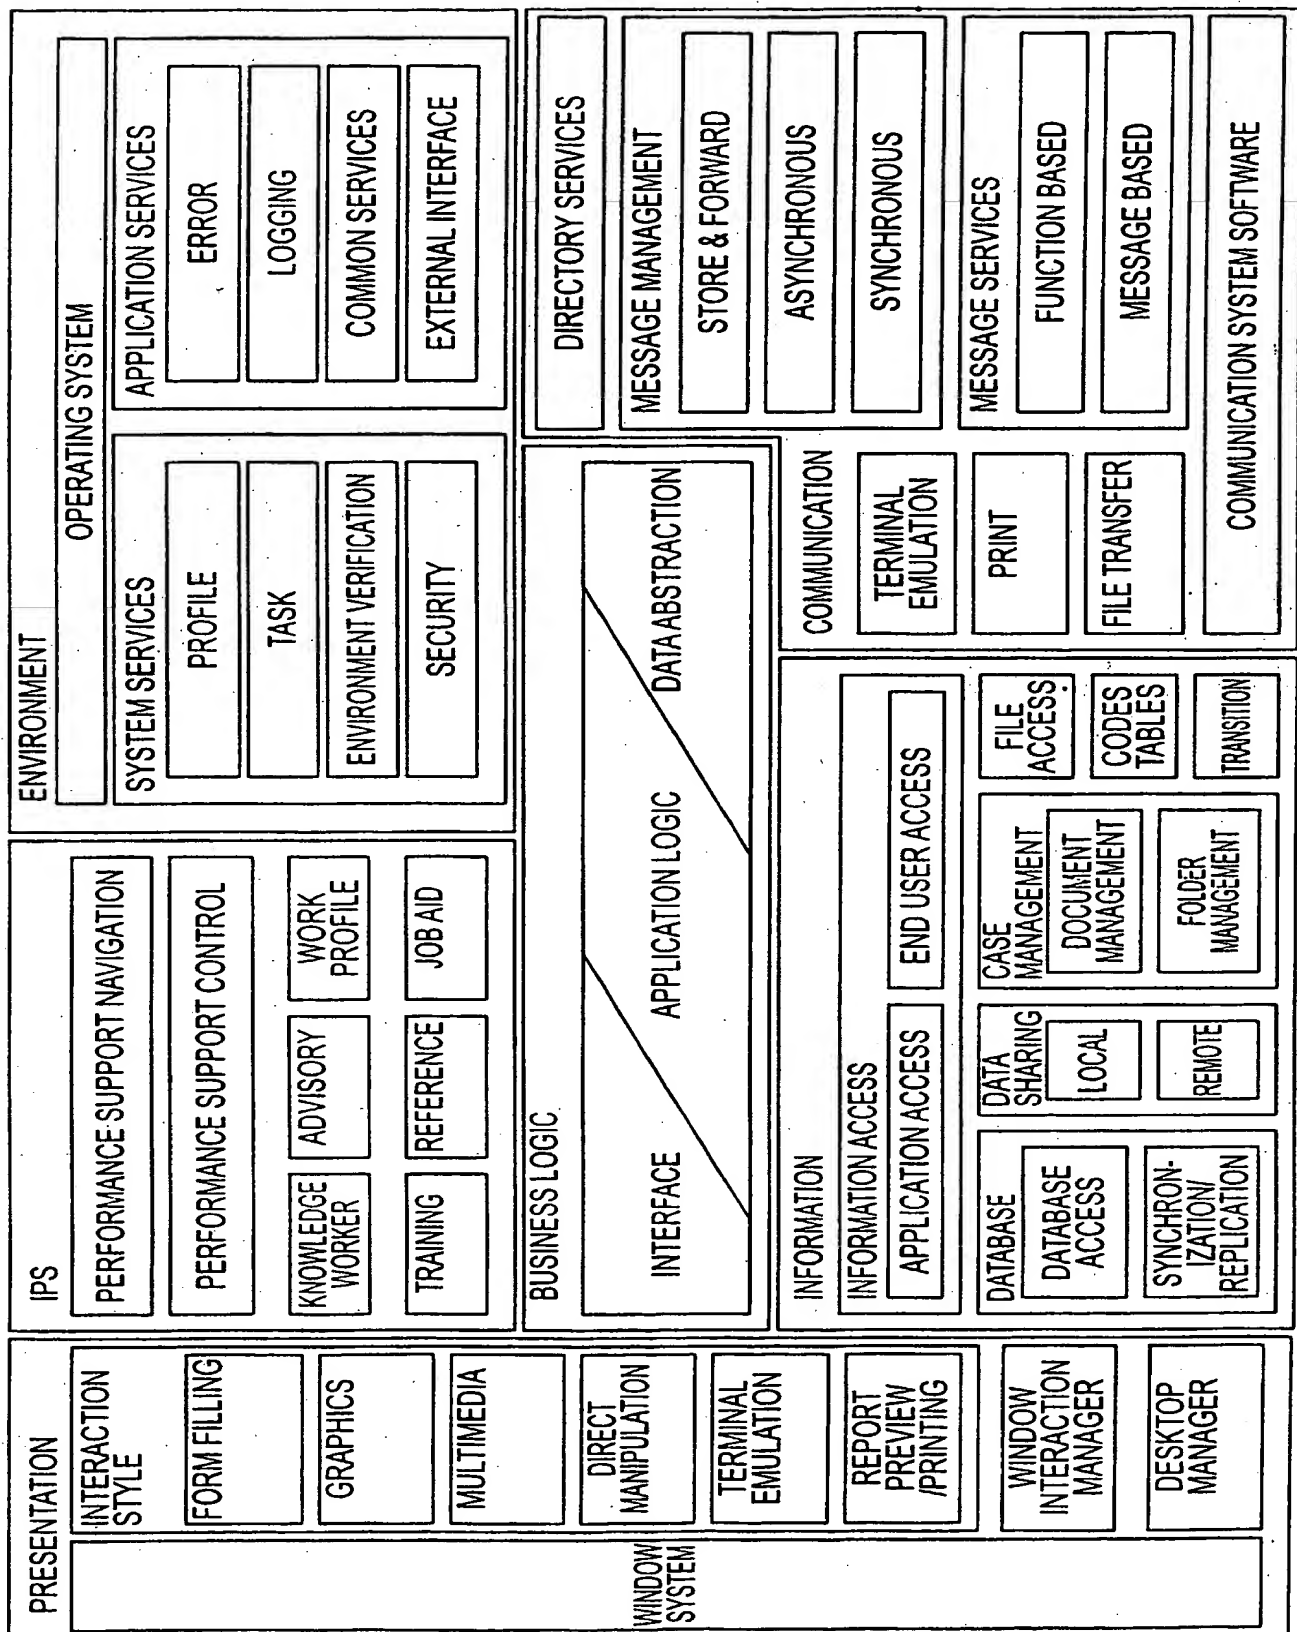 PRESENTATION
WINDOW
SYSTEM
INTERACTION
STYLE
FORM FILLING
GRAPHICS
MULTIMEDIA
DIRECT
MANIPULATION
TERMINAL
EMULATION
REPORT
PREVIEW
/PRINTING
WINDOW
INTERACTION
MANAGER
DESKTOP
MANAGER
IPS
PERFORMANCE SUPPORT NAVIGATION
PERFORMANCE SUPPORT CONTROL
KNOWLEDGE
WORKER
ADVISORY
WORK
PROFILE
TRAINING
REFERENCE
JOB AID
ENVIRONMENT
OPERATING SYSTEM
SYSTEM SERVICES
PROFILE
TASK
ENVIRONMENT VERIFICATION
SECURITY
APPLICATION SERVICES
ERROR
LOGGING
COMMON SERVICES
EXTERNAL INTERFACE
BUSINESS LOGIC
INTERFACE
APPLICATION LOGIC
DATA ABSTRACTION
INFORMATION
INFORMATION ACCESS
APPLICATION ACCESS
END USER ACCESS
DATABASE
DATABASE
ACCESS
SYNCHRON-
IZATION/
REPLICATION
DATA
SHARING
LOCAL
REMOTE
CASE
MANAGEMENT
DOCUMENT
MANAGEMENT
FOLDER
MANAGEMENT
FILE
ACCESS
CODES
TABLES
TRANSITION
COMMUNICATION
TERMINAL
EMULATION
PRINT
FILE TRANSFER
DIRECTORY SERVICES
MESSAGE MANAGEMENT
STORE & FORWARD
ASYNCHRONOUS
SYNCHRONOUS
MESSAGE SERVICES
FUNCTION BASED
MESSAGE BASED
COMMUNICATION SYSTEM SOFTWARE